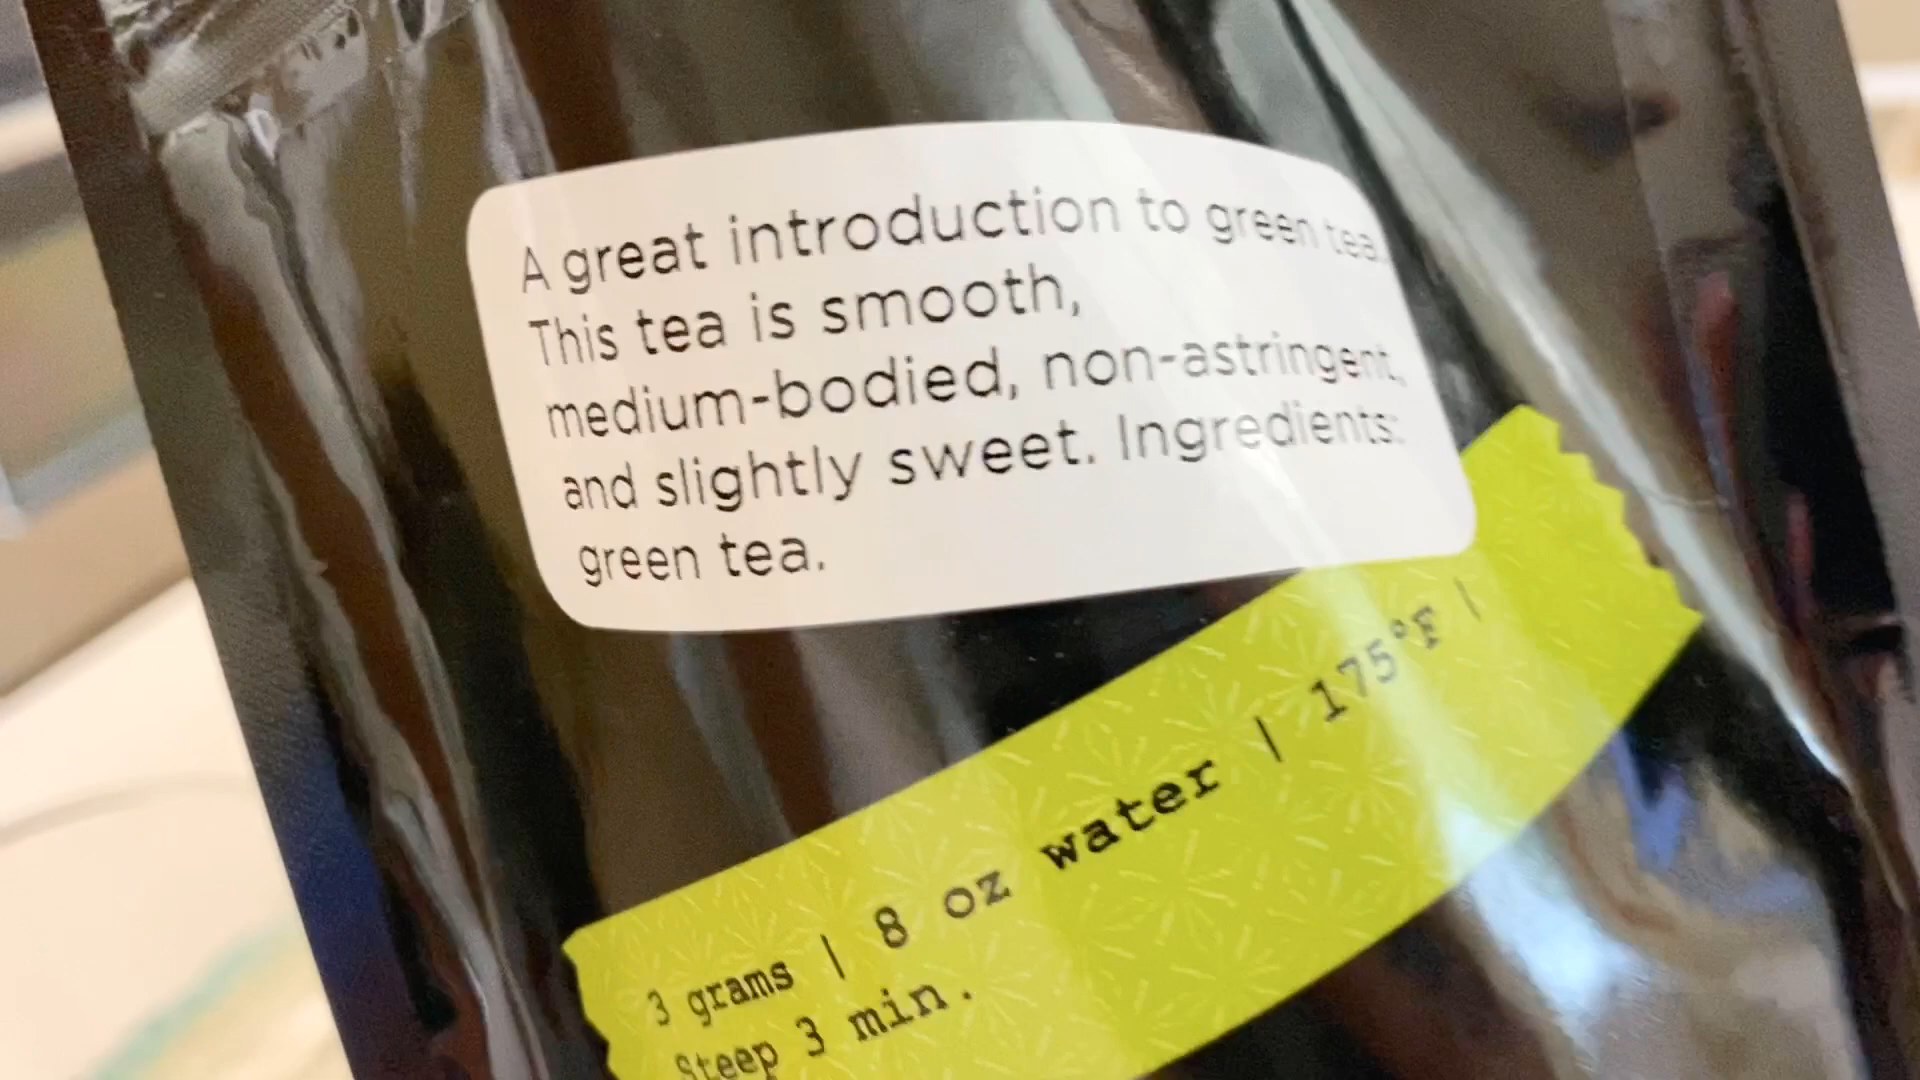 A great introduction to green tea.
This tea is smooth,
medium-bodied, non-astringent,
and slightly sweet. Ingredients:
green tea.
3 grams | 8 oz water | 175°F |
Steep 3 min.